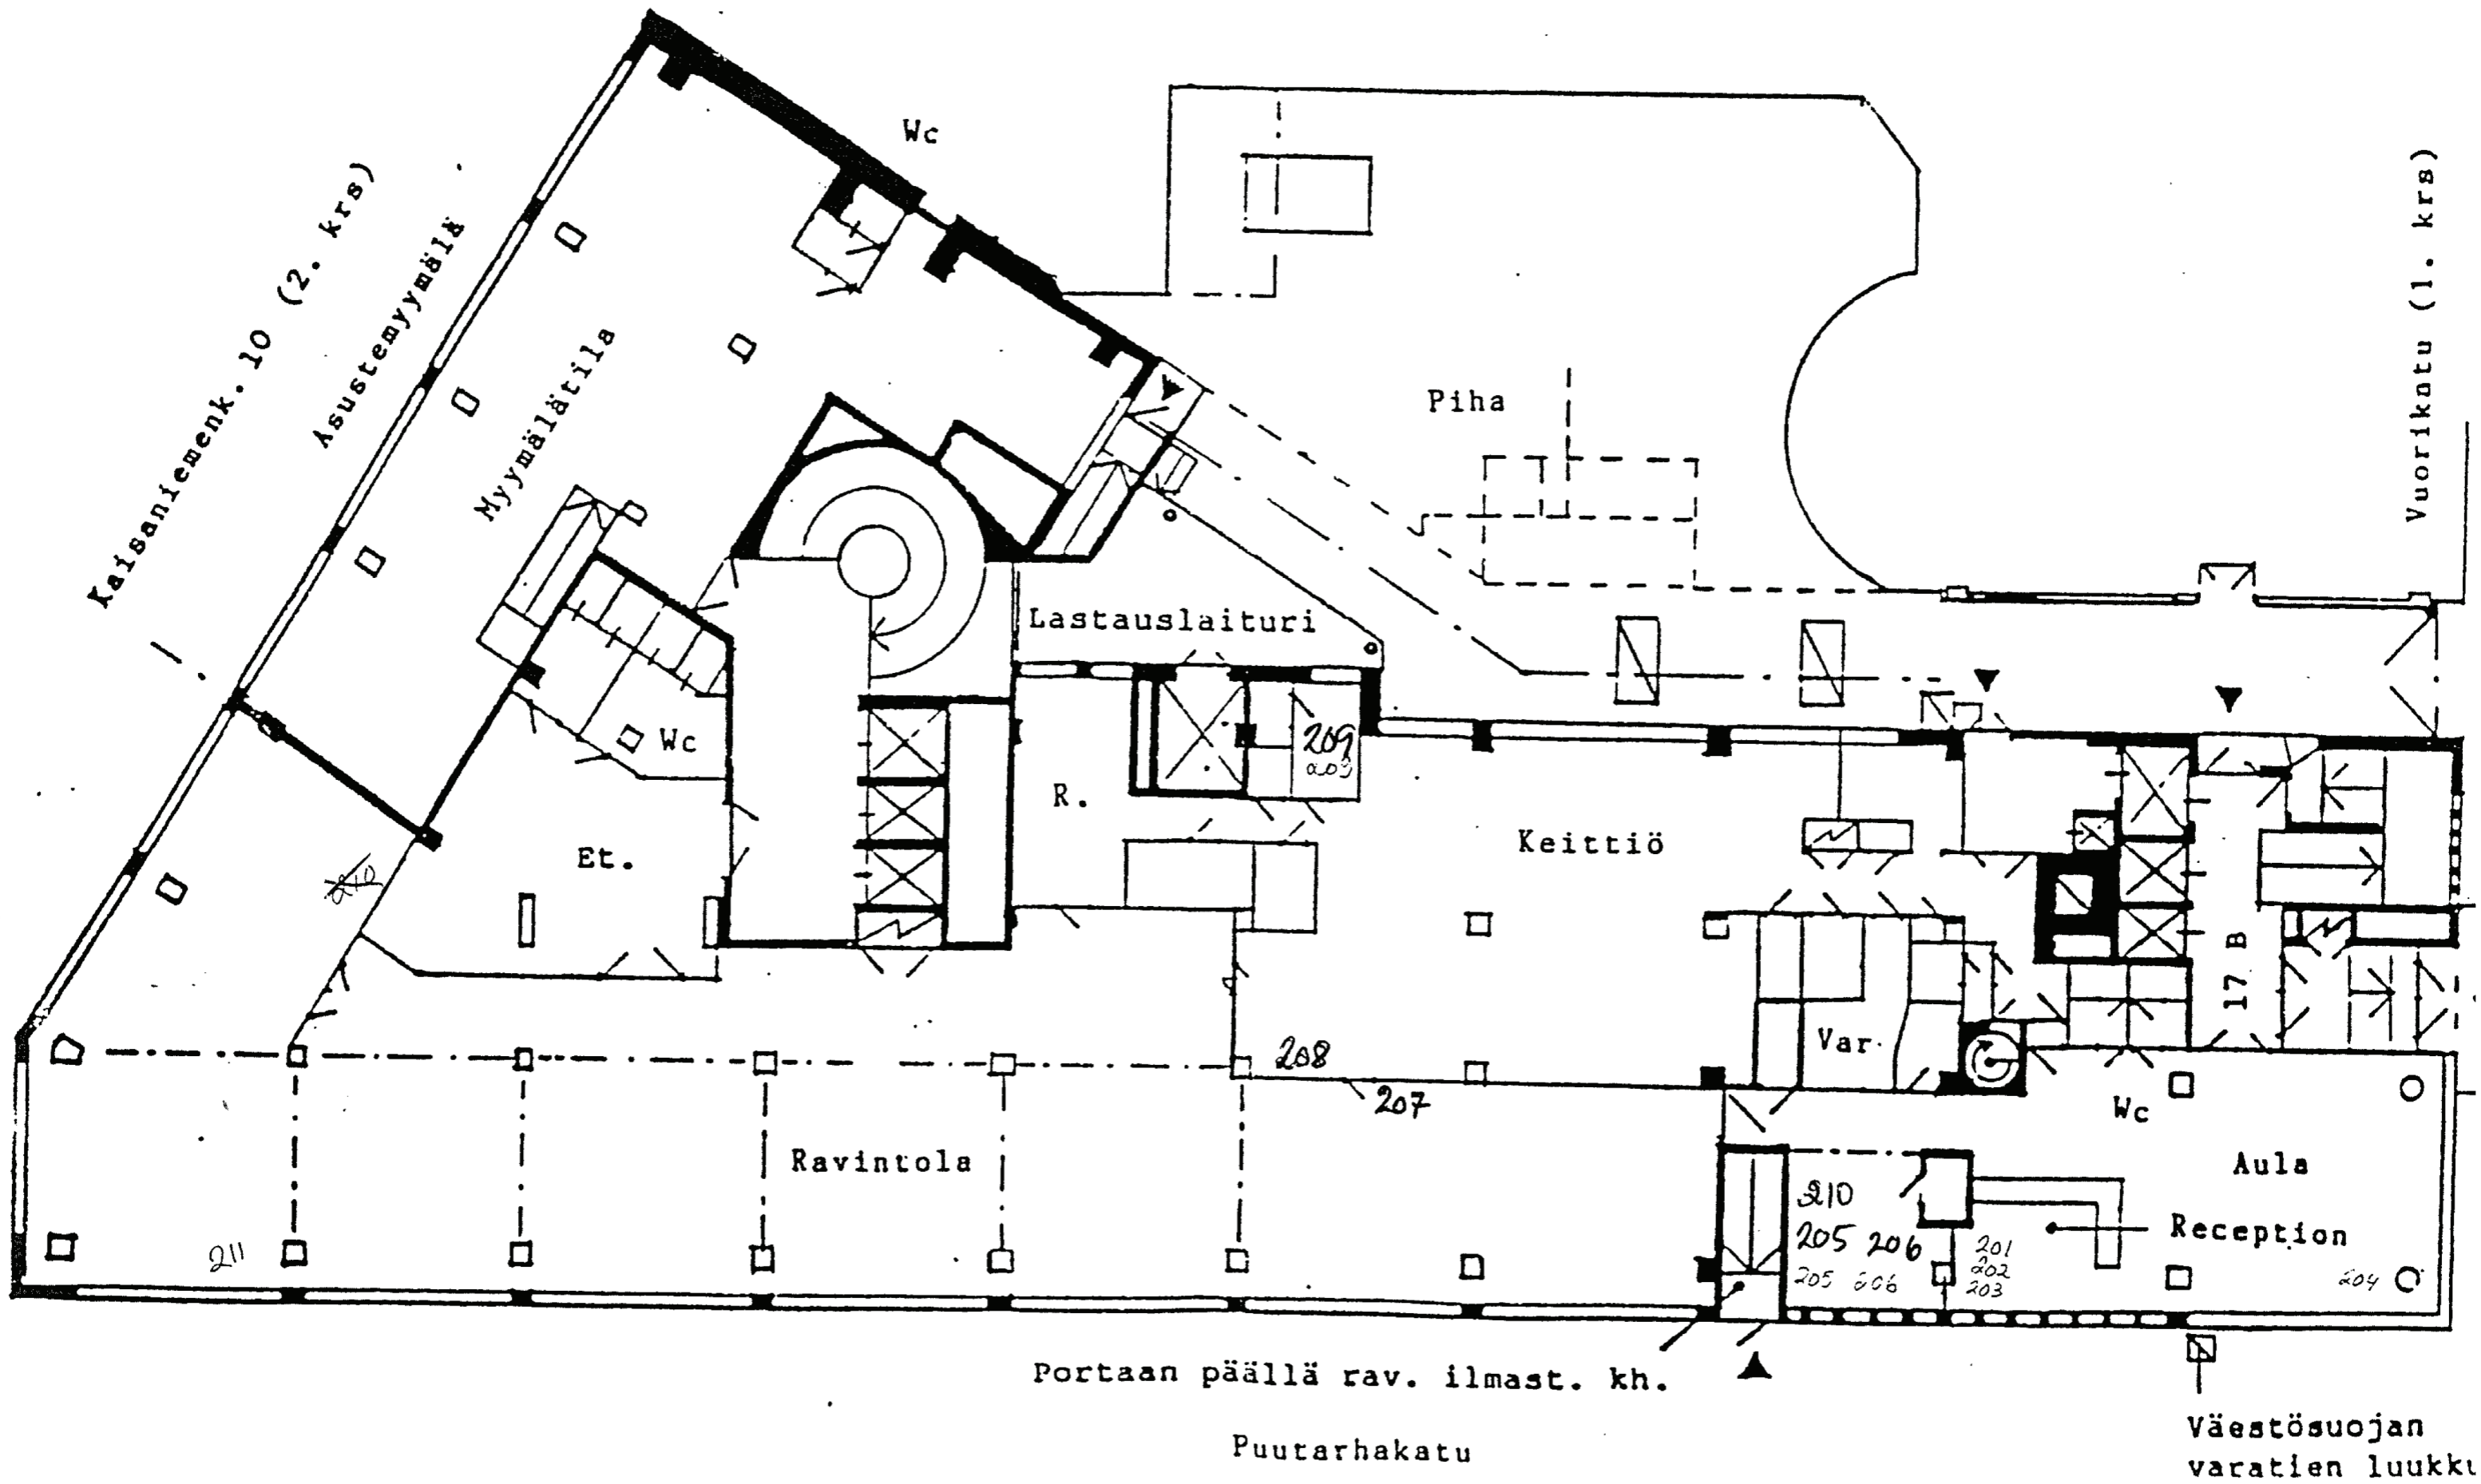 Wc
Kaisaniemenk. 10 (2. krs)
Asustemyymälä
Myymälätila
Piha
Vuorikatu (1. krs)
Lastauslaituri
Wc
R.
209
209
Keittiö
Et.
210
17 B
Var.
208
207
Wc
Ravintola
Aula
210
205 206
201
Reception
202
205 206
203
204
211
Portaan päällä rav. ilmast. kh.
Puutarhakatu
Väestösuojan
varatien luukku